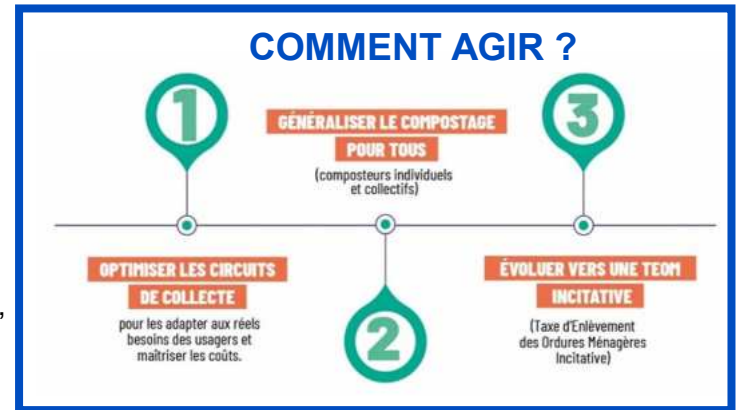 COMMENT AGIR ?
1
OPTIMISER LES CIRCUITS
DE COLLECTE
pour les adapter aux réels
besoins des usagers et
maîtriser les coûts.
GÉNÉRALISER LE COMPOSTAGE
POUR TOUS
(composteurs individuels
et collectifs)
2
3
ÉVOLUER VERS UNE TEOM
INCITATIVE
(Taxe d'Enlèvement
des Ordures Ménagères
Incitative)
,